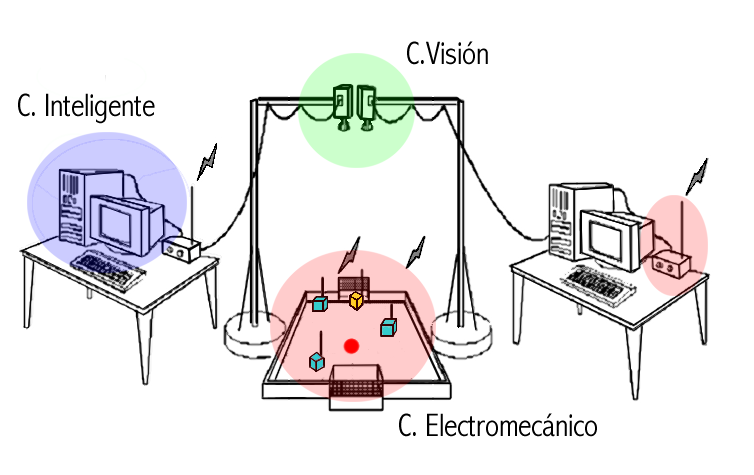 C.Visión
C. Inteligente
C. Electromecánico